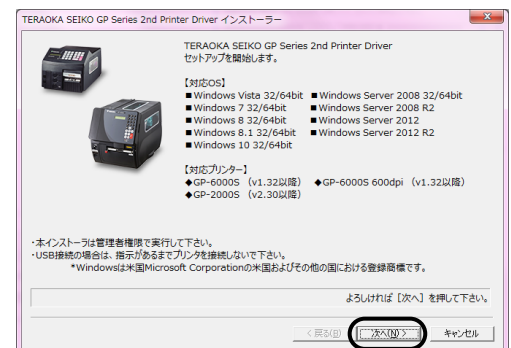 TERAOKA SEIKO GP Series 2nd Printer Driver インストーラー
TERAOKA SEIKO GP Series 2nd Printer Driver
セットアップを開始します。
【対応OS】
■Windows Vista 32/64bit ■Windows Server 2008 32/64bit
■Windows 7 32/64bit ■Windows Server 2008 R2
■Windows 8 32/64bit ■Windows Server 2012
■Windows 8.1 32/64bit ■Windows Server 2012 R2
■Windows 10 32/64bit
【対応プリンター】
◆GP-6000S （v1.32以降） ◆GP-6000S 600dpi （v1.32以降）
◆GP-2000S （v2.30以降）
・本インストーラは管理者権限で実行して下さい。
・USB接続の場合は、指示があるまでプリンタを接続しないで下さい。
*Windowsは米国Microsoft Corporationの米国およびその他の国における登録商標です。
よろしければ［次へ］を押して下さい。
< 戻る(B) 次へ(N) > キャンセル